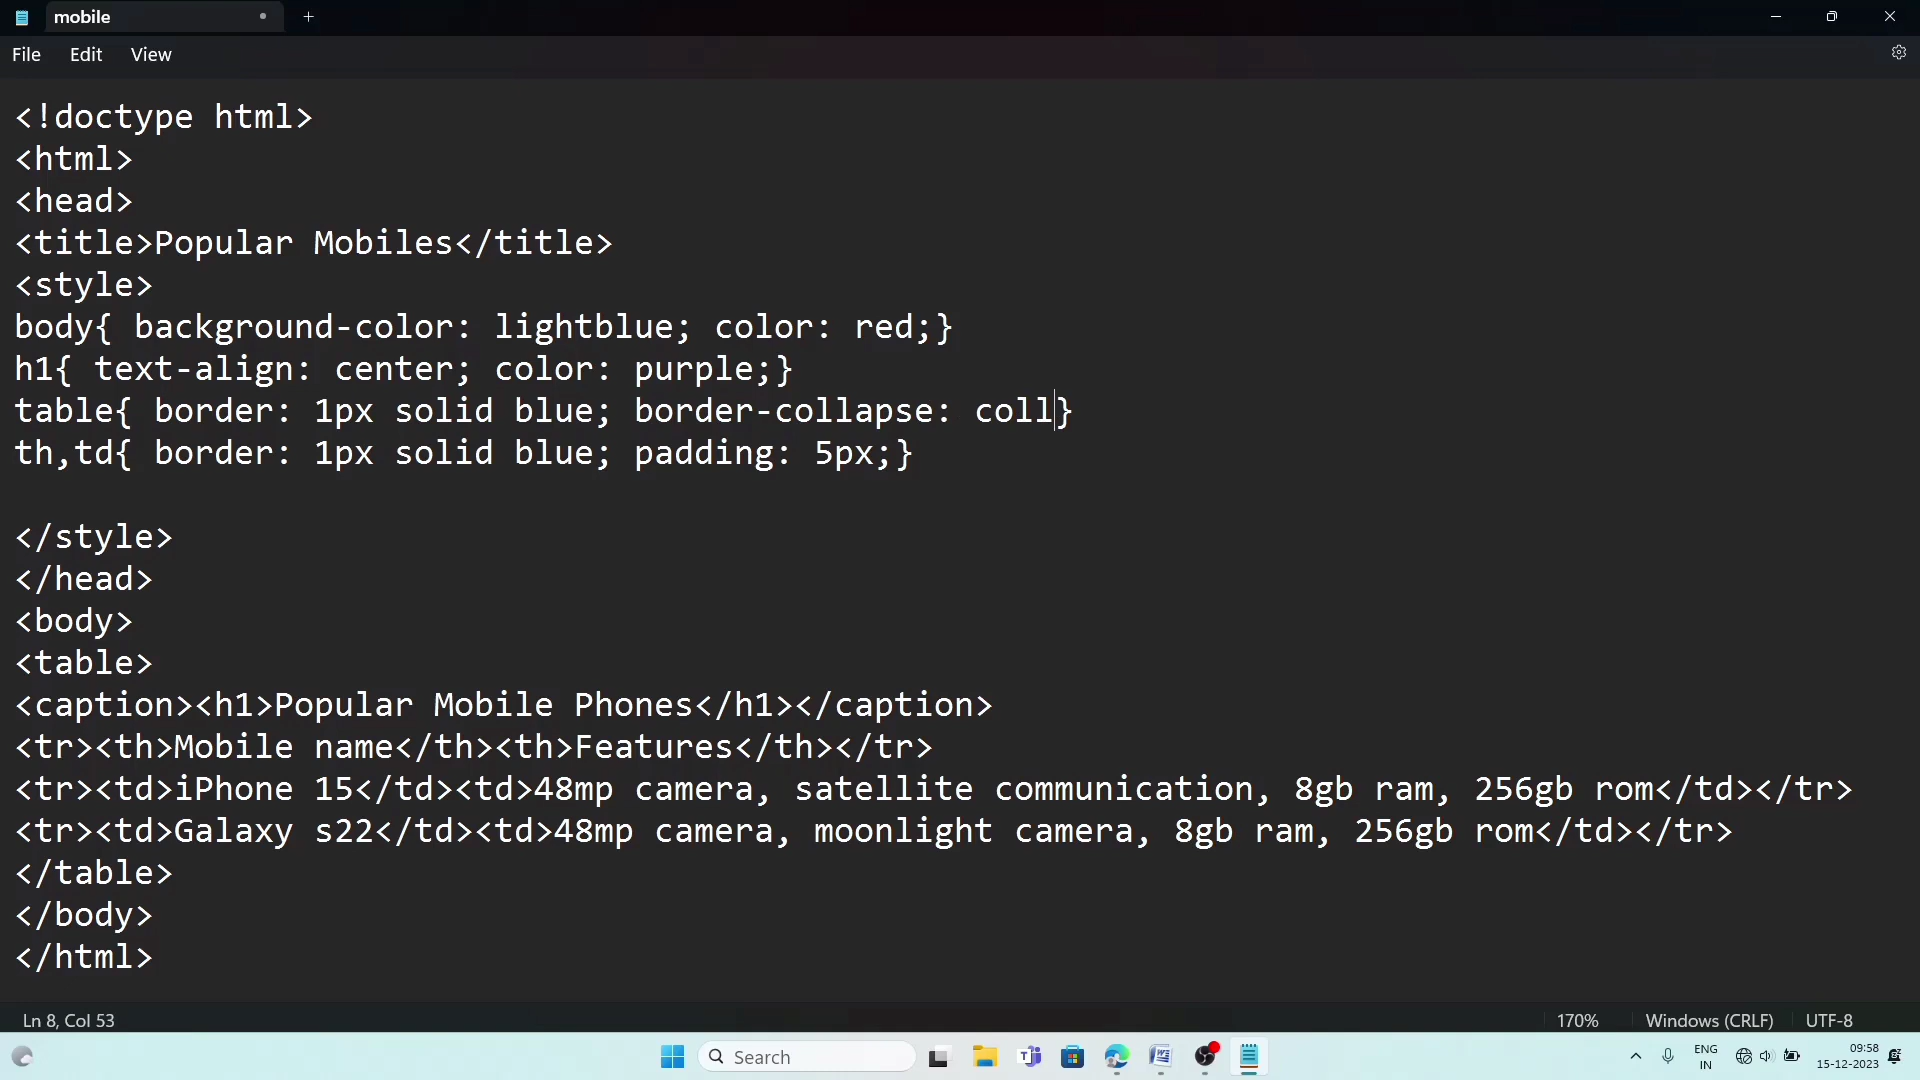 mobile
File Edit View
<!doctype html>
<html>
<head>
<title>Popular Mobiles</title>
<style>
body{ background-color: lightblue; color: red;}
h1{ text-align: center; color: purple;}
table{ border: 1px solid blue; border-collapse: coll}
th,td{ border: 1px solid blue; padding: 5px;}
</style>
</head>
<body>
<table>
<caption><h1>Popular Mobile Phones</h1></caption>
<tr><th>Mobile name</th><th>Features</th></tr>
<tr><td>iPhone 15</td><td>48mp camera, satellite communication, 8gb ram, 256gb rom</td></tr>
<tr><td>Galaxy s22</td><td>48mp camera, moonlight camera, 8gb ram, 256gb rom</td></tr>
</table>
</body>
</html>
Ln 8, Col 53 170% Windows (CRLF) UTF-8
Search ENG 09:58
IN 15-12-2023